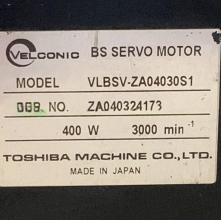 VELCONIC BS SERVO MOTOR
MODEL VLBSV-ZA04030S1
NO. ZA040324173
400 W 3000 min⁻¹
TOSHIBA MACHINE CO., LTD.
MADE IN JAPAN